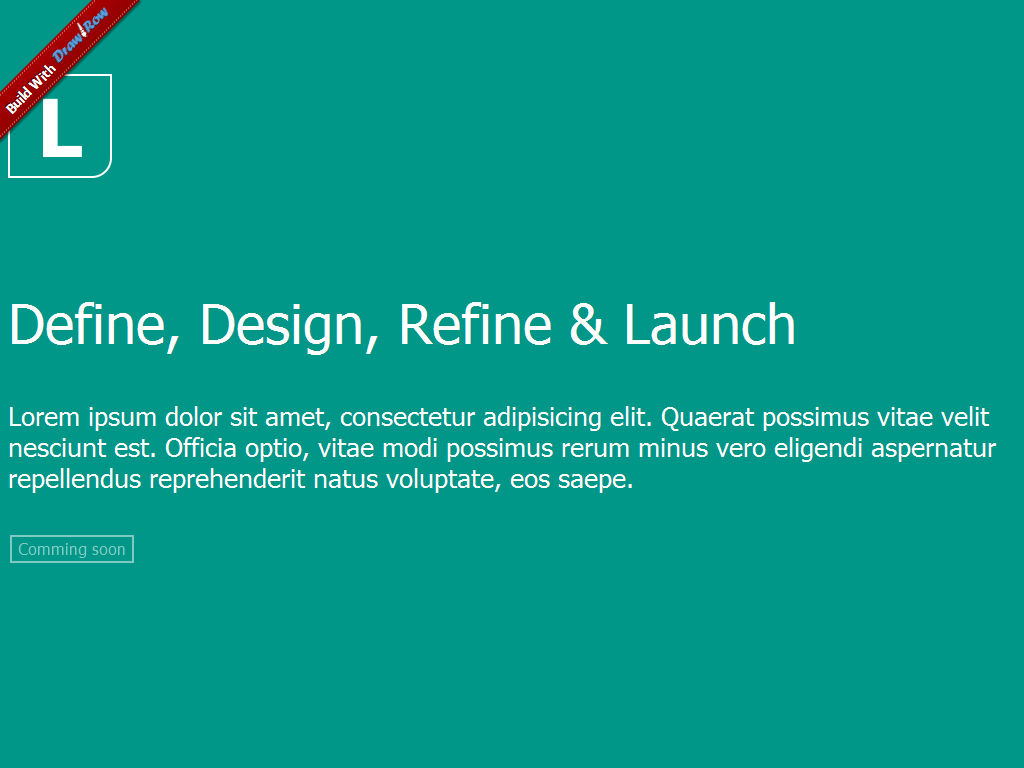 Build With DrawRow
L
Define, Design, Refine & Launch
Lorem ipsum dolor sit amet, consectetur adipisicing elit. Quaerat possimus vitae velit
nesciunt est. Officia optio, vitae modi possimus rerum minus vero eligendi aspernatur
repellendus reprehenderit natus voluptate, eos saepe.
Comming soon